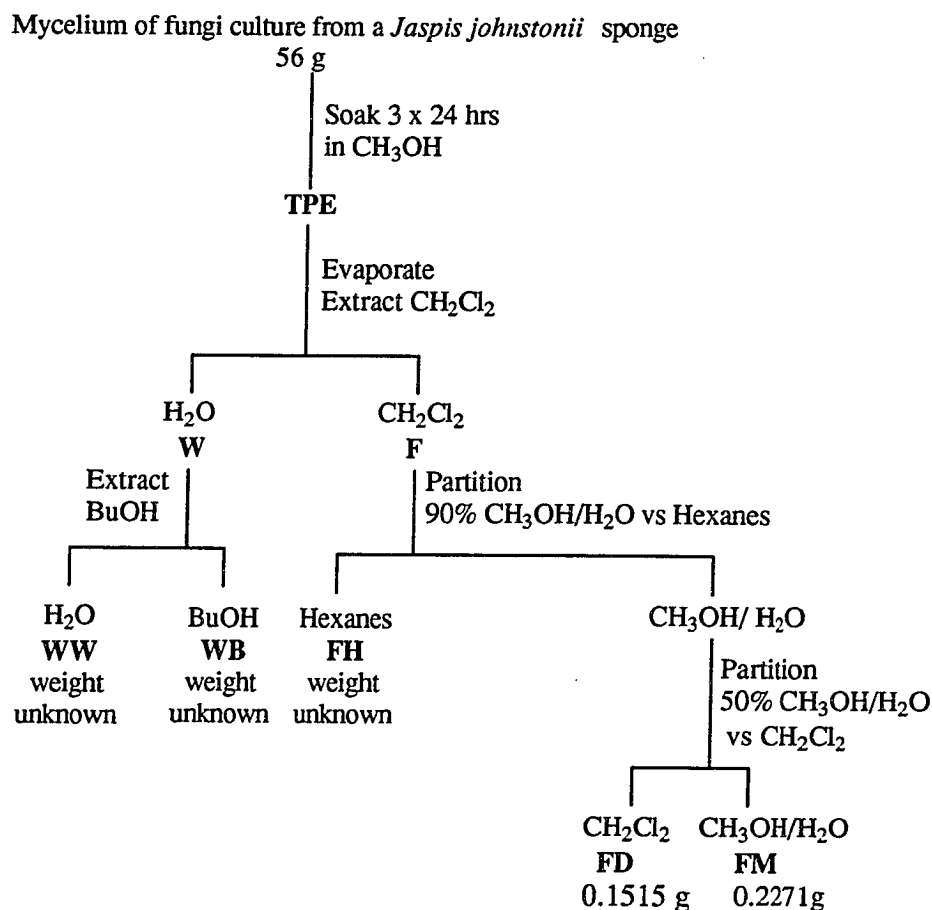 Mycelium of fungi culture from a Jaspis johnstonii sponge
56 g
Soak 3 x 24 hrs
in CH₃OH
TPE
Evaporate
Extract CH₂Cl₂
H₂O
W
CH₂Cl₂
F
Extract
BuOH
Partition
90% CH₃OH/H₂O vs Hexanes
H₂O
WW
weight
unknown
BuOH
WB
weight
unknown
Hexanes
FH
weight
unknown
CH₃OH/ H₂O
Partition
50% CH₃OH/H₂O
vs CH₂Cl₂
CH₂Cl₂
FD
0.1515 g
CH₃OH/H₂O
FM
0.2271g